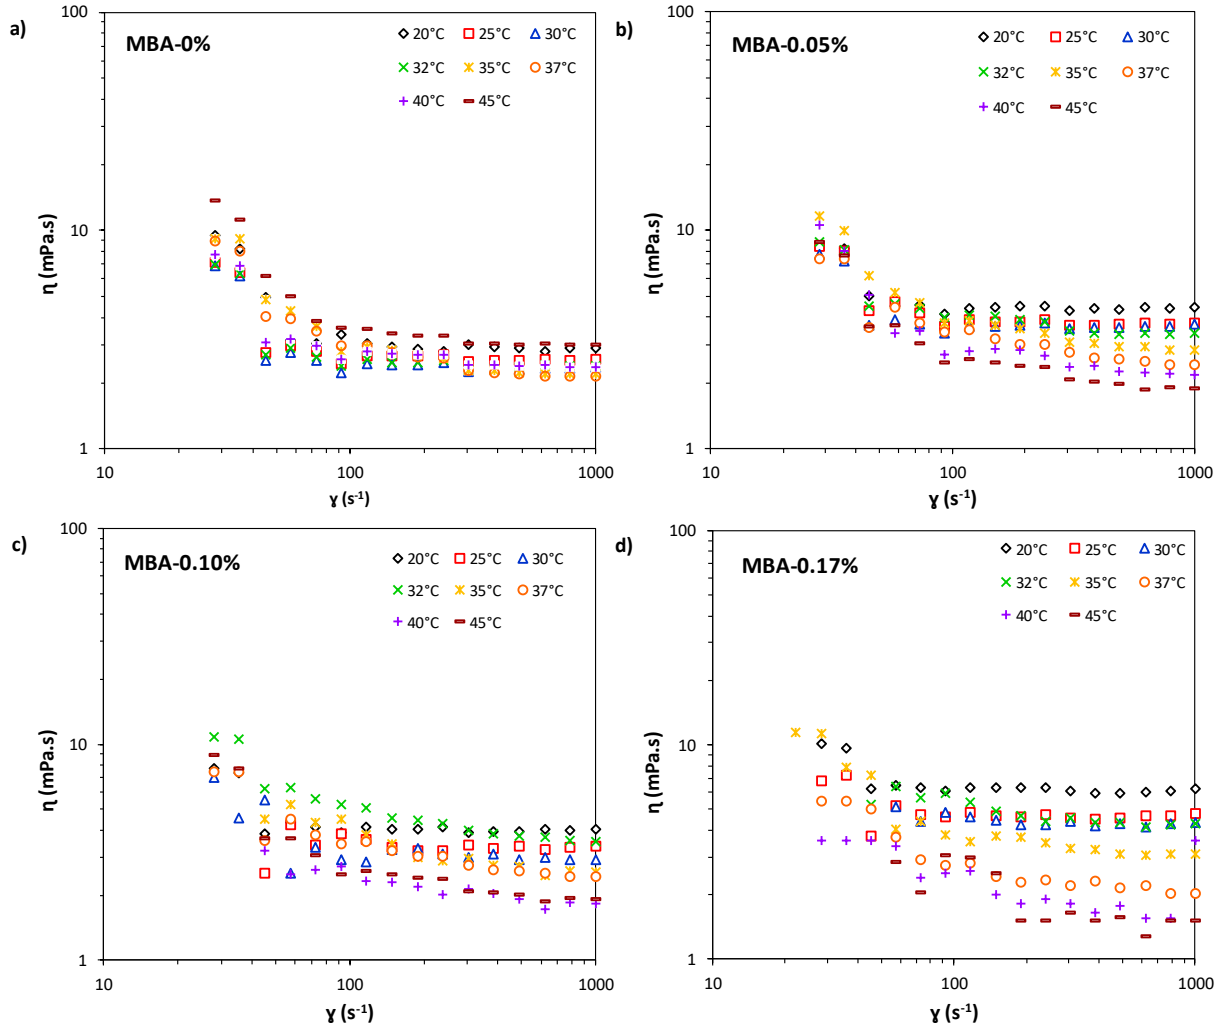 a)
MBA-0%
20°C 25°C 30°C
32°C 35°C 37°C
40°C 45°C
100
10
1
η (mPa.s)
10 100 1000
ɣ (s-1)
b)
MBA-0.05%
20°C 25°C 30°C
32°C 35°C 37°C
40°C 45°C
100
10
1
η (mPa.s)
10 100 1000
ɣ (s-1)
c)
MBA-0.10%
20°C 25°C 30°C
32°C 35°C 37°C
40°C 45°C
100
10
1
η (mPa.s)
10 100 1000
ɣ (s-1)
d)
MBA-0.17%
20°C 25°C 30°C
32°C 35°C 37°C
40°C 45°C
100
10
1
η (mPa.s)
10 100 1000
ɣ (s-1)